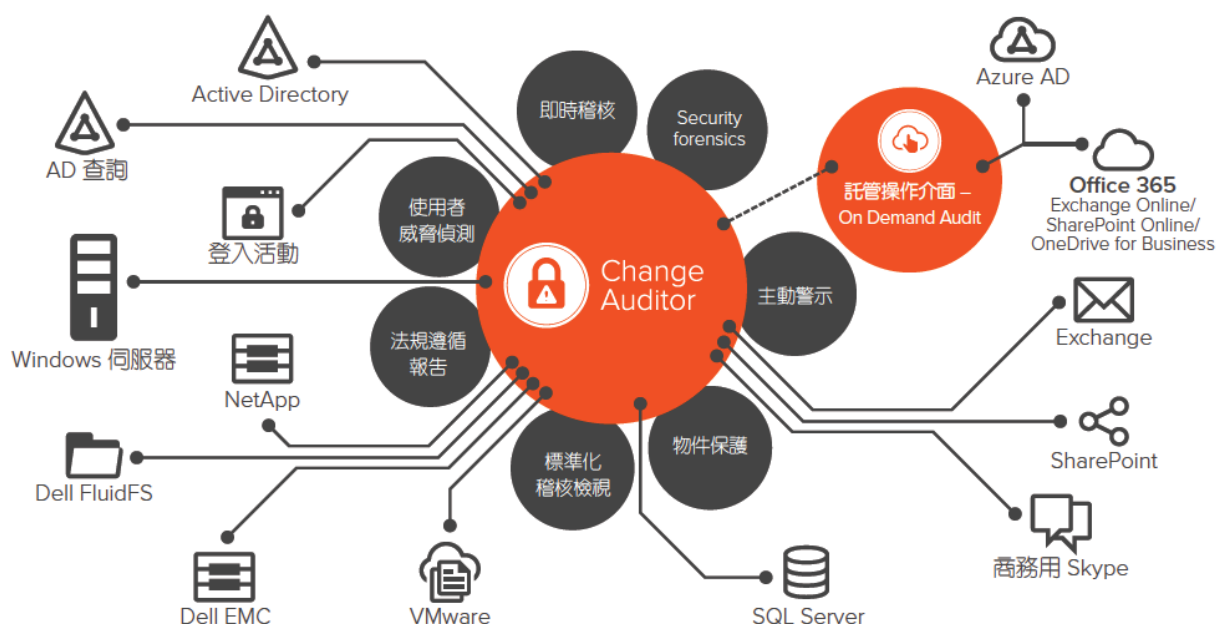 Active Directory
AD 查詢
登入活動
Windows 伺服器
NetApp
Dell FluidFS
Dell EMC
VMware
SQL Server
即時稽核
Security
forensics
使用者
威脅偵測
Change
Auditor
主動警示
法規遵循
報告
標準化
稽核檢視
物件保護
託管操作介面 –
On Demand Audit
Azure AD
Office 365
Exchange Online/
SharePoint Online/
OneDrive for Business
Exchange
SharePoint
商務用 Skype